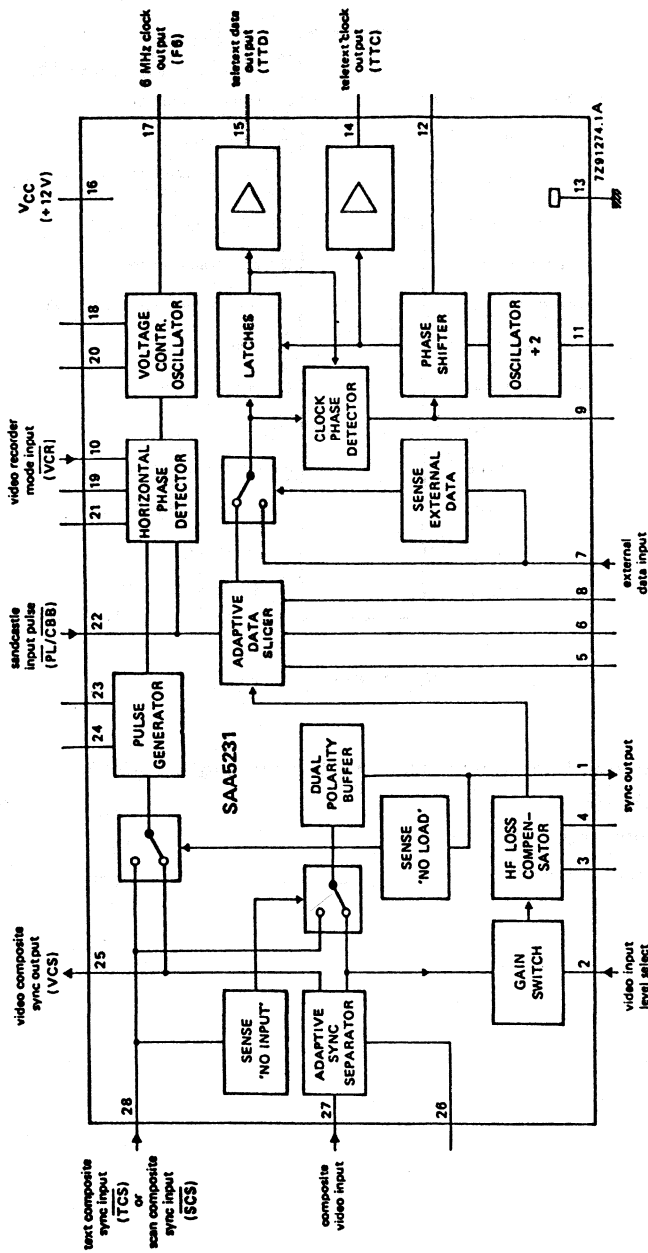 text composite
sync input
(TCS)
or
scan composite
sync input
(SCS)
28
composite
video input
27
26
video composite
sync output
(VCS)
25
SENSE
'NO INPUT'
ADAPTIVE
SYNC
SEPARATOR
GAIN
SWITCH
2
video input
level select
24
23
PULSE
GENERATOR
SAA5231
DUAL
POLARITY
BUFFER
SENSE
'NO LOAD'
HF LOSS
COMPEN-
SATOR
3
4
1
sync output
sandcastle
input pulse
(PL/CBB)
22
ADAPTIVE
DATA
SLICER
5
6
8
7
external
data input
video recorder
mode input
(VCR)
21
19
10
HORIZONTAL
PHASE
DETECTOR
SENSE
EXTERNAL
DATA
20
18
VOLTAGE
CONTR.
OSCILLATOR
LATCHES
CLOCK
PHASE
DETECTOR
9
PHASE
SHIFTER
OSCILLATOR
÷2
11
VCC
(+12V)
16
6 MHz clock
output
(F6)
17
teletext data
output
(TTD)
15
teletext clock
output
(TTC)
14
12
13
7Z91274.1A